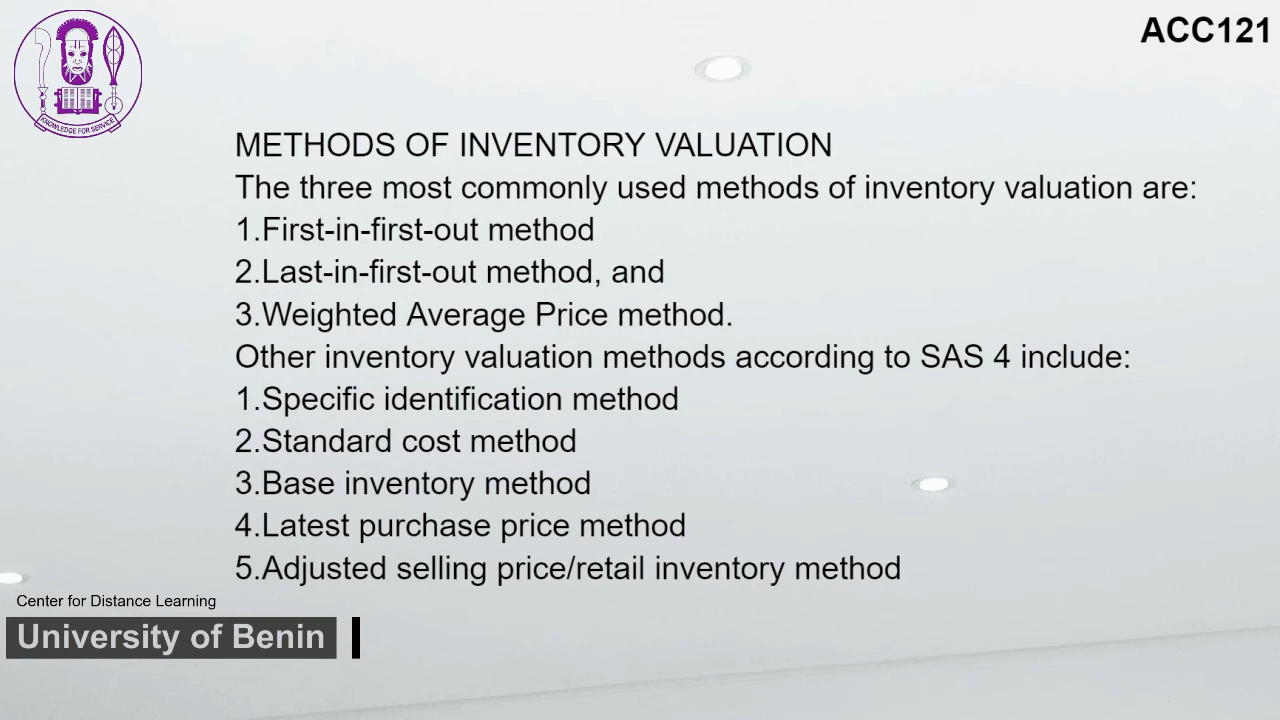 ACC121
METHODS OF INVENTORY VALUATION
The three most commonly used methods of inventory valuation are:
1.First-in-first-out method
2.Last-in-first-out method, and
3.Weighted Average Price method.
Other inventory valuation methods according to SAS 4 include:
1.Specific identification method
2.Standard cost method
3.Base inventory method
4.Latest purchase price method
5.Adjusted selling price/retail inventory method
Center for Distance Learning
University of Benin
KNOWLEDGE FOR SERVICE